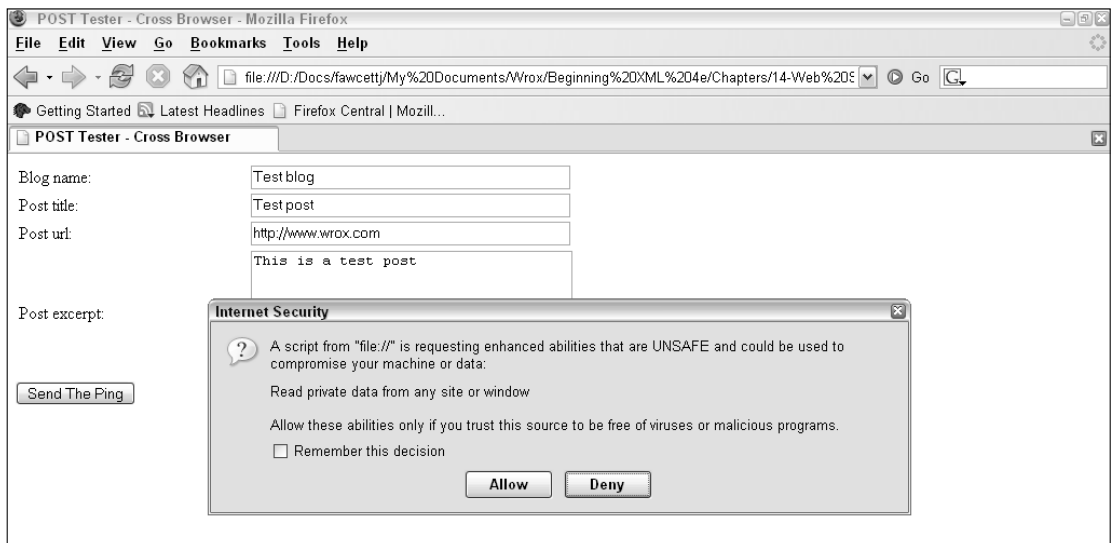 POST Tester - Cross Browser - Mozilla Firefox
File Edit View Go Bookmarks Tools Help
file:///D:/Docs/fawcettj/My%20Documents/Wrox/Beginning%20XML%204e/Chapters/14-Web%20S Go G
Getting Started Latest Headlines Firefox Central | Mozill...
POST Tester - Cross Browser
Blog name: Test blog
Post title: Test post
Post url: http://www.wrox.com
This is a test post
Post excerpt:
Internet Security
A script from "file://" is requesting enhanced abilities that are UNSAFE and could be used to
compromise your machine or data:
Read private data from any site or window
Allow these abilities only if you trust this source to be free of viruses or malicious programs.
Remember this decision
Allow Deny
Send The Ping